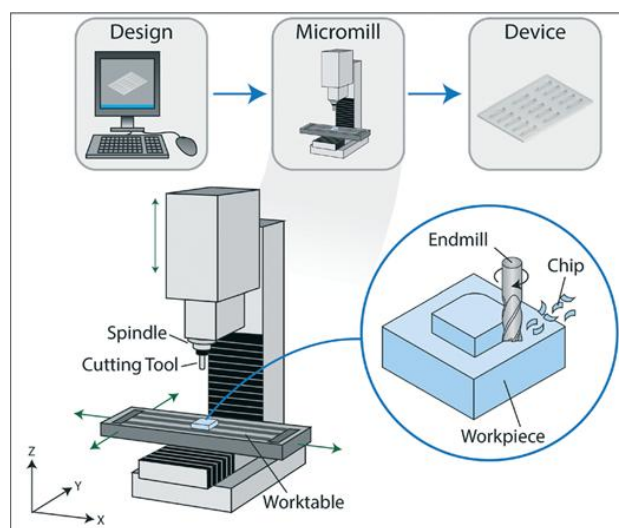 Design
Micromill
Device
Endmill
Chip
Spindle
Cutting Tool
Workpiece
Worktable
Z
Y
X